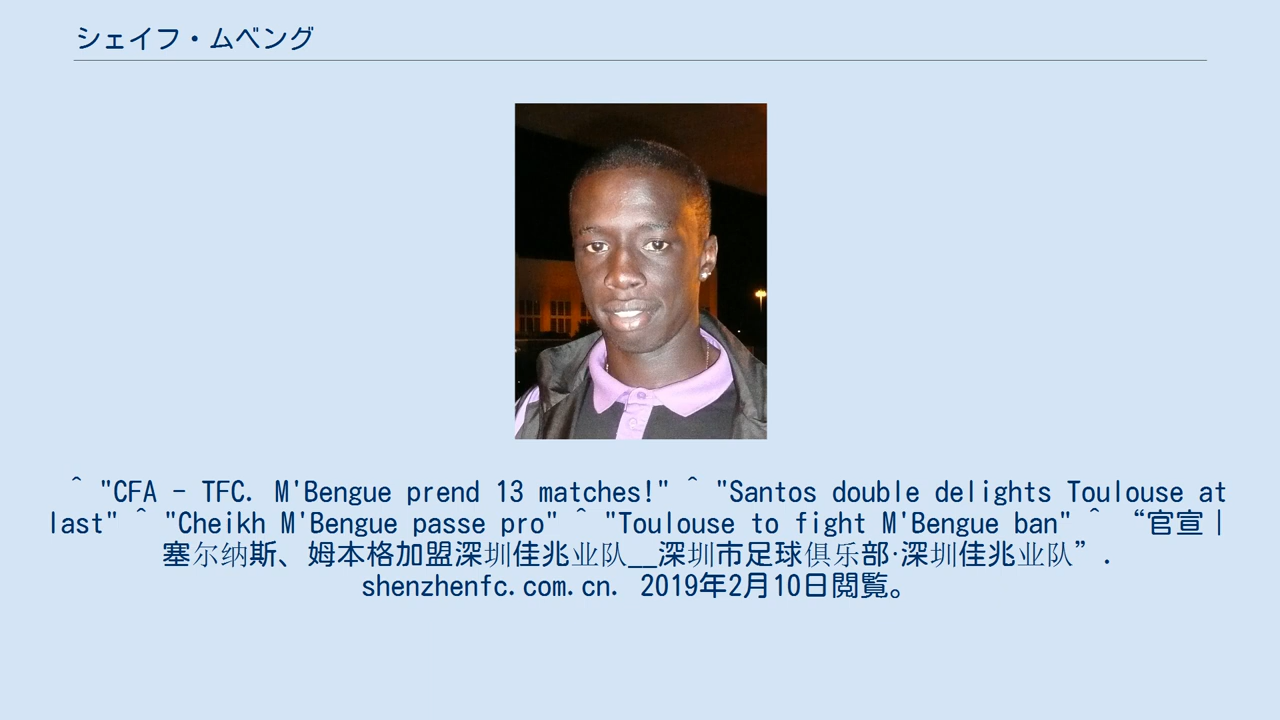 シェイフ・ムベング
^ "CFA – TFC. M'Bengue prend 13 matches!" ^ "Santos double delights Toulouse at
last" ^ "Cheikh M'Bengue passe pro" ^ "Toulouse to fight M'Bengue ban" ^ “官宣 |
塞尔纳斯、姆本格加盟深圳佳兆业队__深圳市足球俱乐部·深圳佳兆业队”.
shenzhenfc.com.cn. 2019年2月10日閲覧。